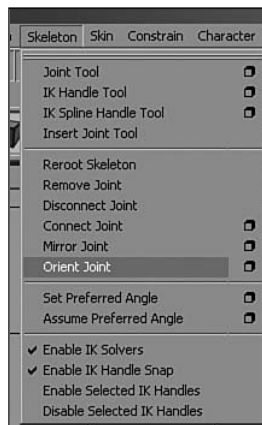 Skeleton Skin Constrain Character
Joint Tool
IK Handle Tool
IK Spline Handle Tool
Insert Joint Tool
Reroot Skeleton
Remove Joint
Disconnect Joint
Connect Joint
Mirror Joint
Orient Joint
Set Preferred Angle
Assume Preferred Angle
✔ Enable IK Solvers
✔ Enable IK Handle Snap
Enable Selected IK Handles
Disable Selected IK Handles